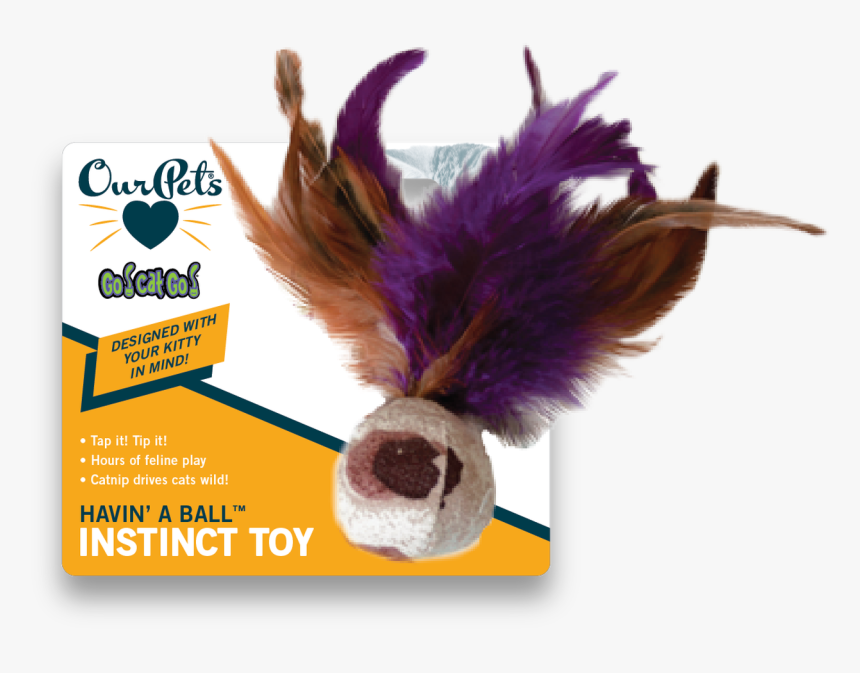 OurPets®
Go! Cat Go!
DESIGNED WITH
YOUR KITTY
IN MIND!
• Tap it! Tip it!
• Hours of feline play
• Catnip drives cats wild!
HAVIN' A BALL™
INSTINCT TOY